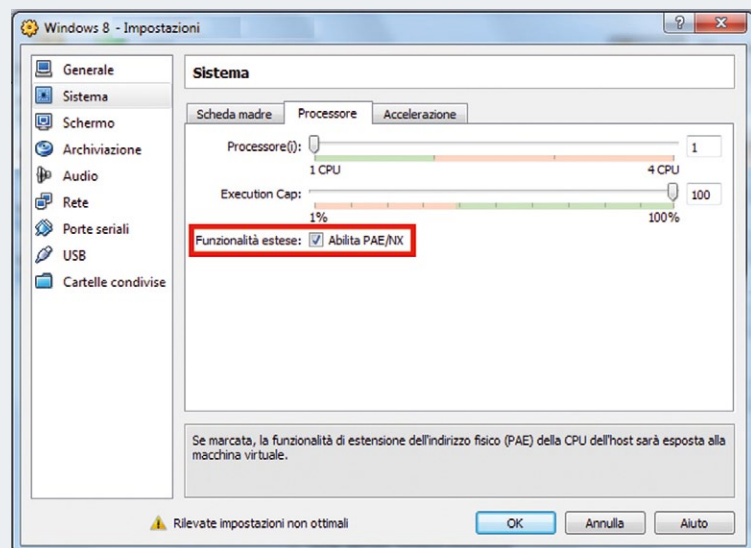 Windows 8 - Impostazioni
Generale
Sistema
Schermo
Archiviazione
Audio
Rete
Porte seriali
USB
Cartelle condivise
Sistema
Scheda madre
Processore
Accelerazione
Processore(i):
1
1 CPU
4 CPU
Execution Cap:
100
1%
100%
Funzionalità estese:
Abilita PAE/NX
Se marcata, la funzionalità di estensione dell'indirizzo fisico (PAE) della CPU dell'host sarà esposta alla
macchina virtuale.
Rilevate impostazioni non ottimali
OK
Annulla
Aiuto